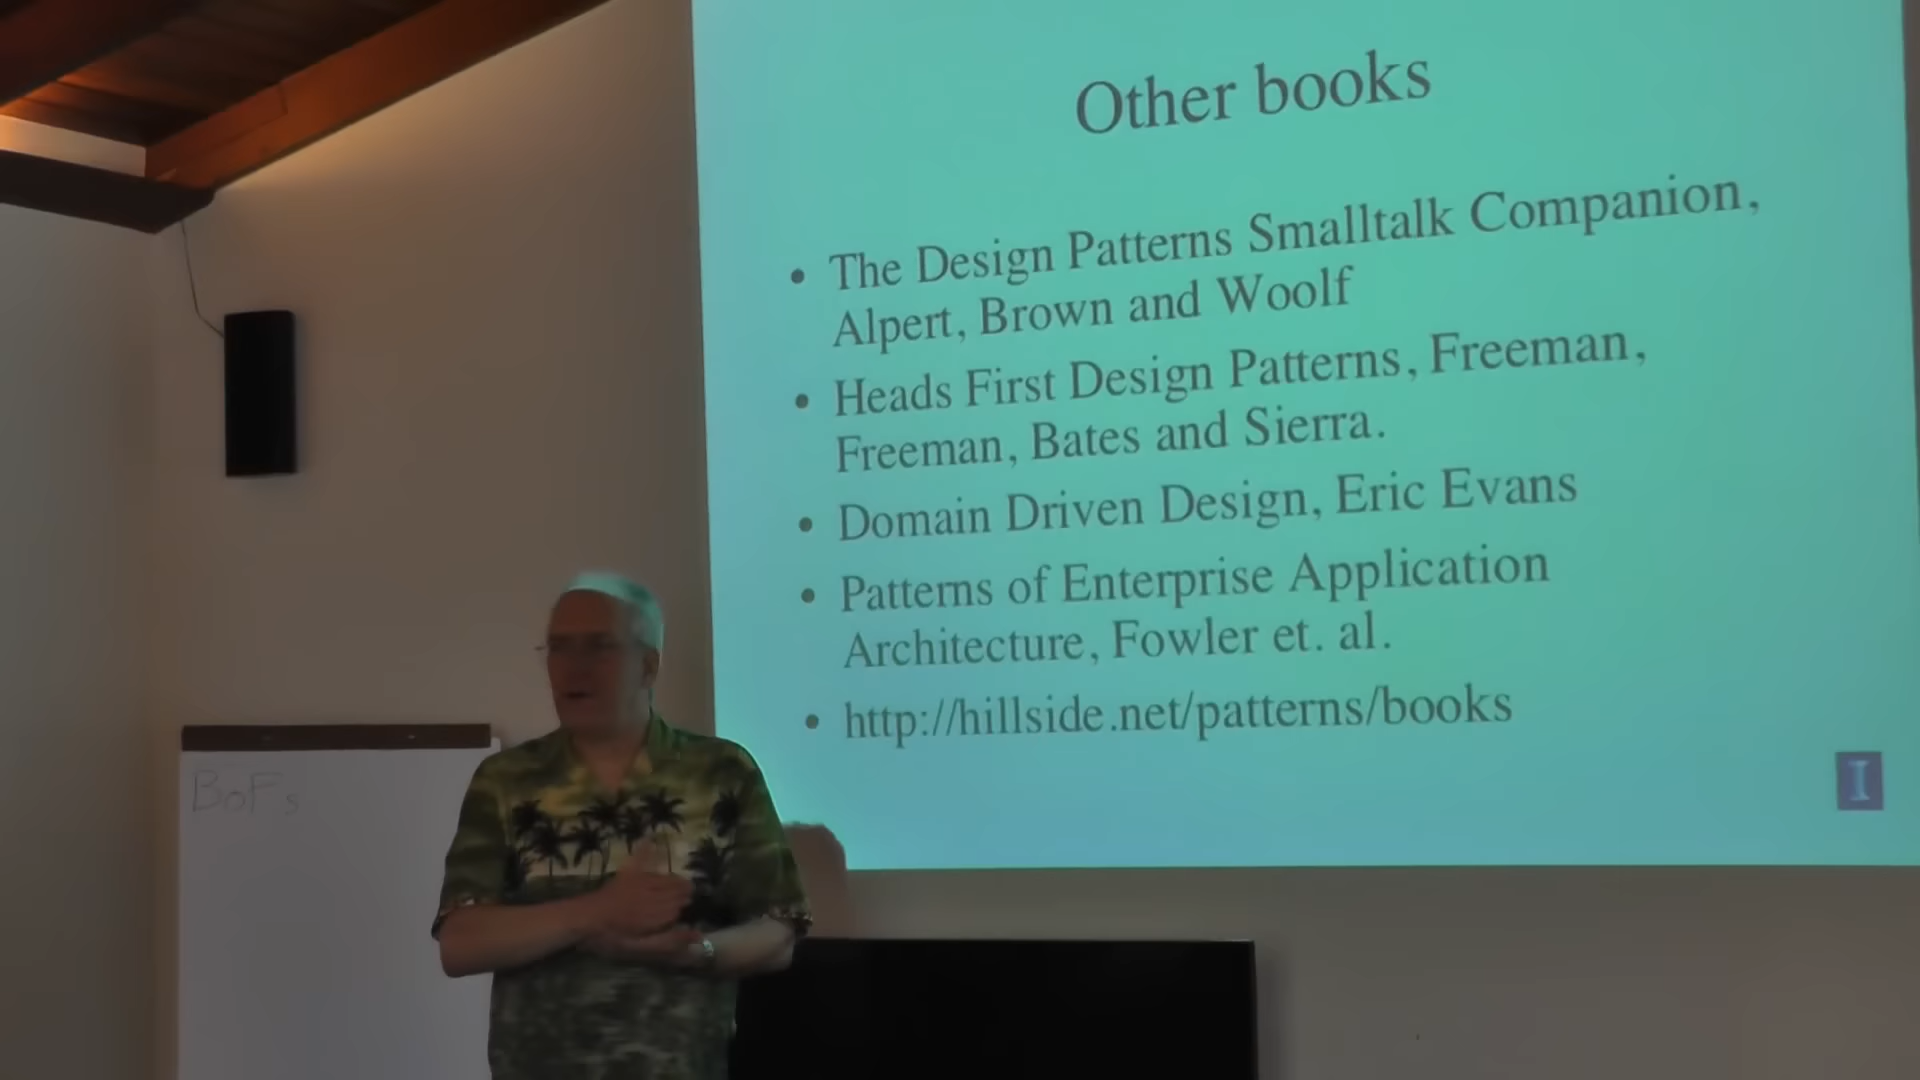 Other books
• The Design Patterns Smalltalk Companion,
Alpert, Brown and Woolf
• Heads First Design Patterns, Freeman,
Freeman, Bates and Sierra.
• Domain Driven Design, Eric Evans
• Patterns of Enterprise Application
Architecture, Fowler et. al.
• http://hillside.net/patterns/books
I
BoFs